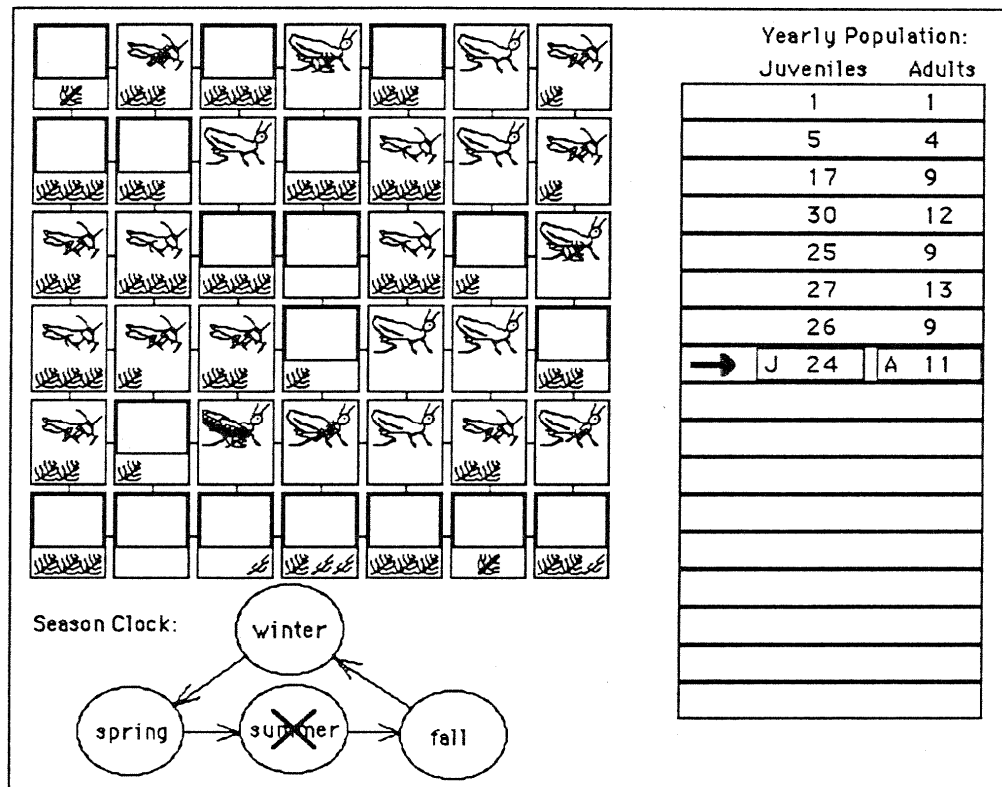 Yearly Population:
Juveniles Adults
1 1
5 4
17 9
30 12
25 9
27 13
26 9
J 24 A 11
Season Clock:
winter
spring
summer
fall